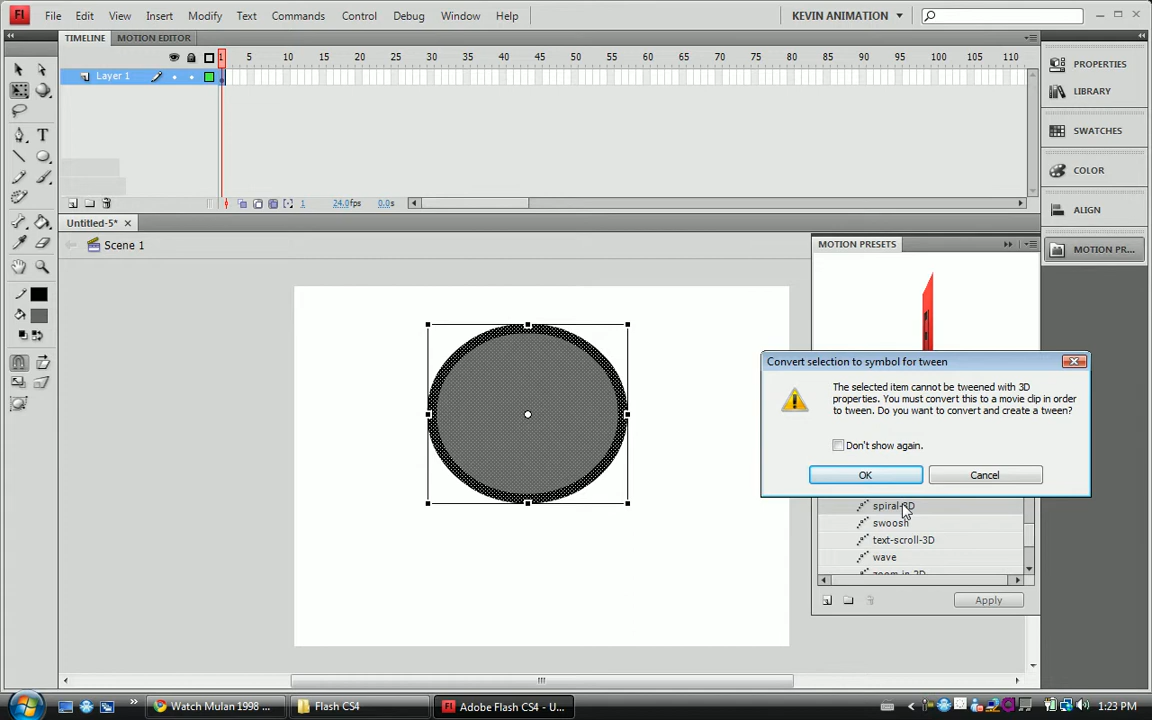 Fl File Edit View Insert Modify Text Commands Control Debug Window Help KEVIN ANIMATION
TIMELINE MOTION EDITOR
1 5 10 15 20 25 30 35 40 45 50 55 60 65 70 75 80 85 90 95 100 105 110
Layer 1
PROPERTIES
LIBRARY
SWATCHES
COLOR
ALIGN
MOTION PR...
1 24.0fps 0.0s
Untitled-5*
Scene 1
MOTION PRESETS
Convert selection to symbol for tween
The selected item cannot be tweened with 3D
properties. You must convert this to a movie clip in order
to tween. Do you want to convert and create a tween?
Don't show again.
OK Cancel
spiral-3D
swoosh
text-scroll-3D
wave
zoom-in-3D
Apply
T
Watch Mulan 1998 ... Flash CS4 Fl Adobe Flash CS4 - U... 1:23 PM